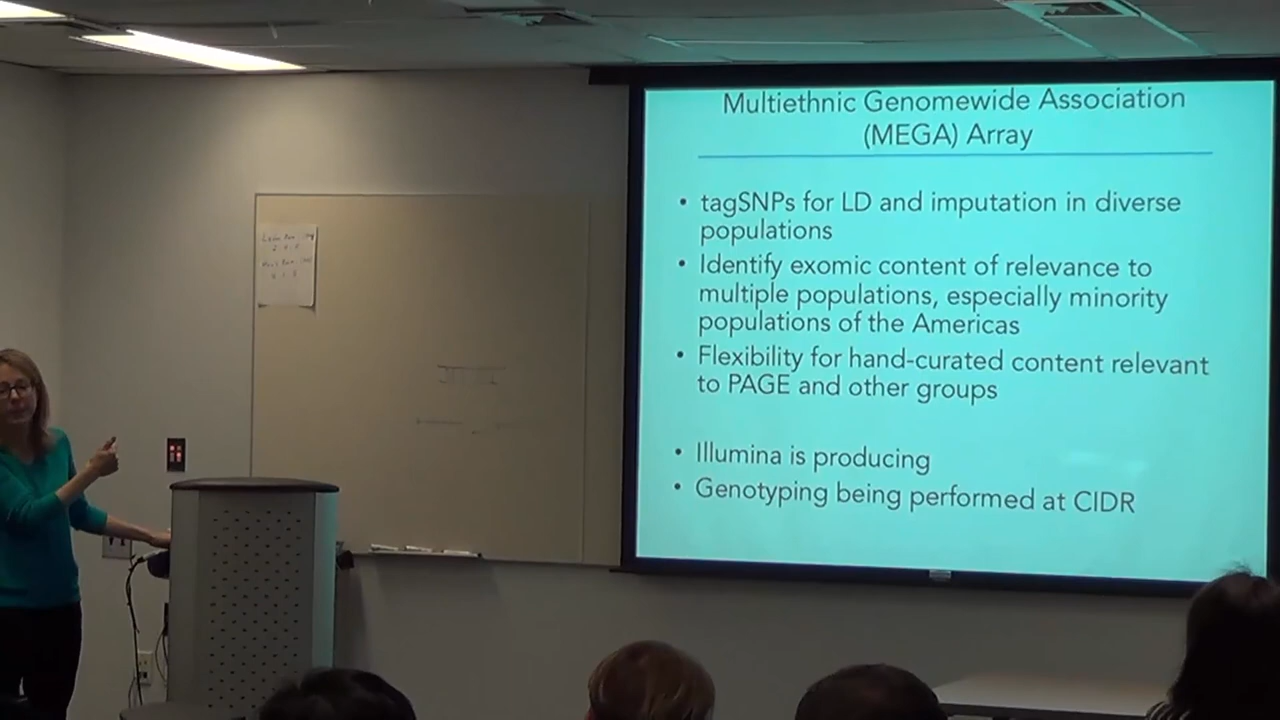 Multiethnic Genomewide Association
(MEGA) Array
• tagSNPs for LD and imputation in diverse
populations
• Identify exomic content of relevance to
multiple populations, especially minority
populations of the Americas
• Flexibility for hand-curated content relevant
to PAGE and other groups
• Illumina is producing
• Genotyping being performed at CIDR